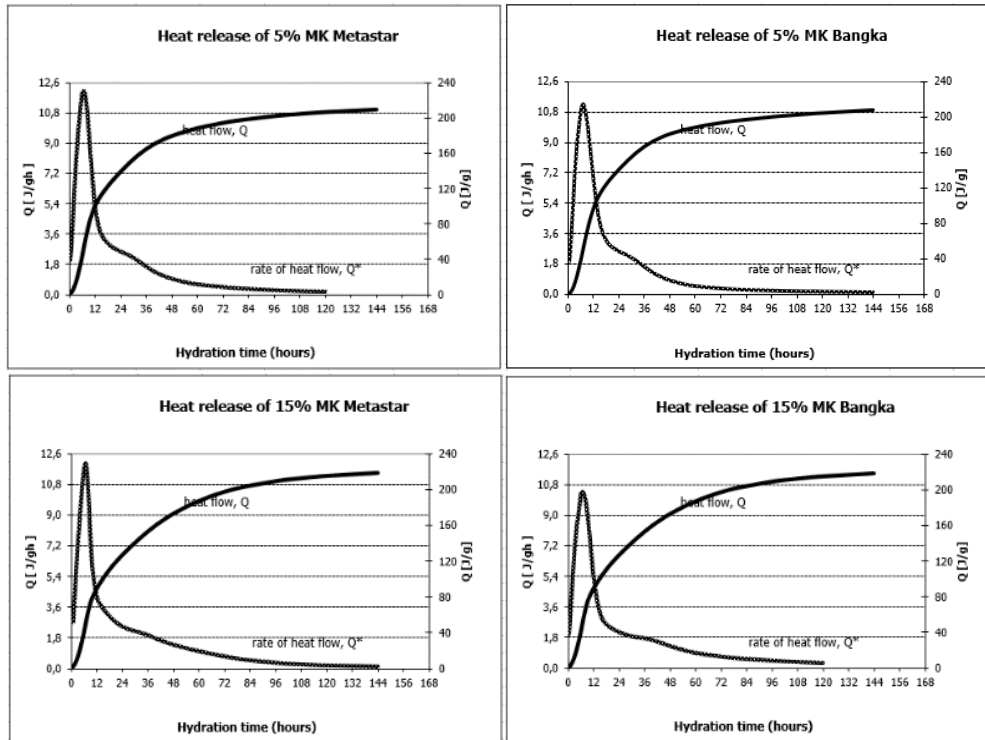 Heat release of 5% MK Metastar
12,6
10,8
9,0
7,2
5,4
3,6
1,8
0,0
Q [ J/gh ]
240
200
160
120
80
40
0
Q [J/g]
heat flow, Q
rate of heat flow, Q*
0 12 24 36 48 60 72 84 96 108 120 132 144 156 168
Hydration time (hours)
Heat release of 5% MK Bangka
12,6
10,8
9,0
7,2
5,4
3,6
1,8
0,0
Q [ J/gh ]
240
200
160
120
80
40
0
Q [J/g]
heat flow, Q
rate of heat flow, Q*
0 12 24 36 48 60 72 84 96 108 120 132 144 156 168
Hydration time (hours)
Heat release of 15% MK Metastar
12,6
10,8
9,0
7,2
5,4
3,6
1,8
0,0
Q [ J/gh ]
240
200
160
120
80
40
0
Q [J/g]
heat flow, Q
rate of heat flow, Q*
0 12 24 36 48 60 72 84 96 108 120 132 144 156 168
Hydration time (hours)
Heat release of 15% MK Bangka
12,6
10,8
9,0
7,2
5,4
3,6
1,8
0,0
Q [ J/gh ]
240
200
160
120
80
40
0
Q [J/g]
heat flow, Q
rate of heat flow, Q*
0 12 24 36 48 60 72 84 96 108 120 132 144 156 168
Hydration time (hours)